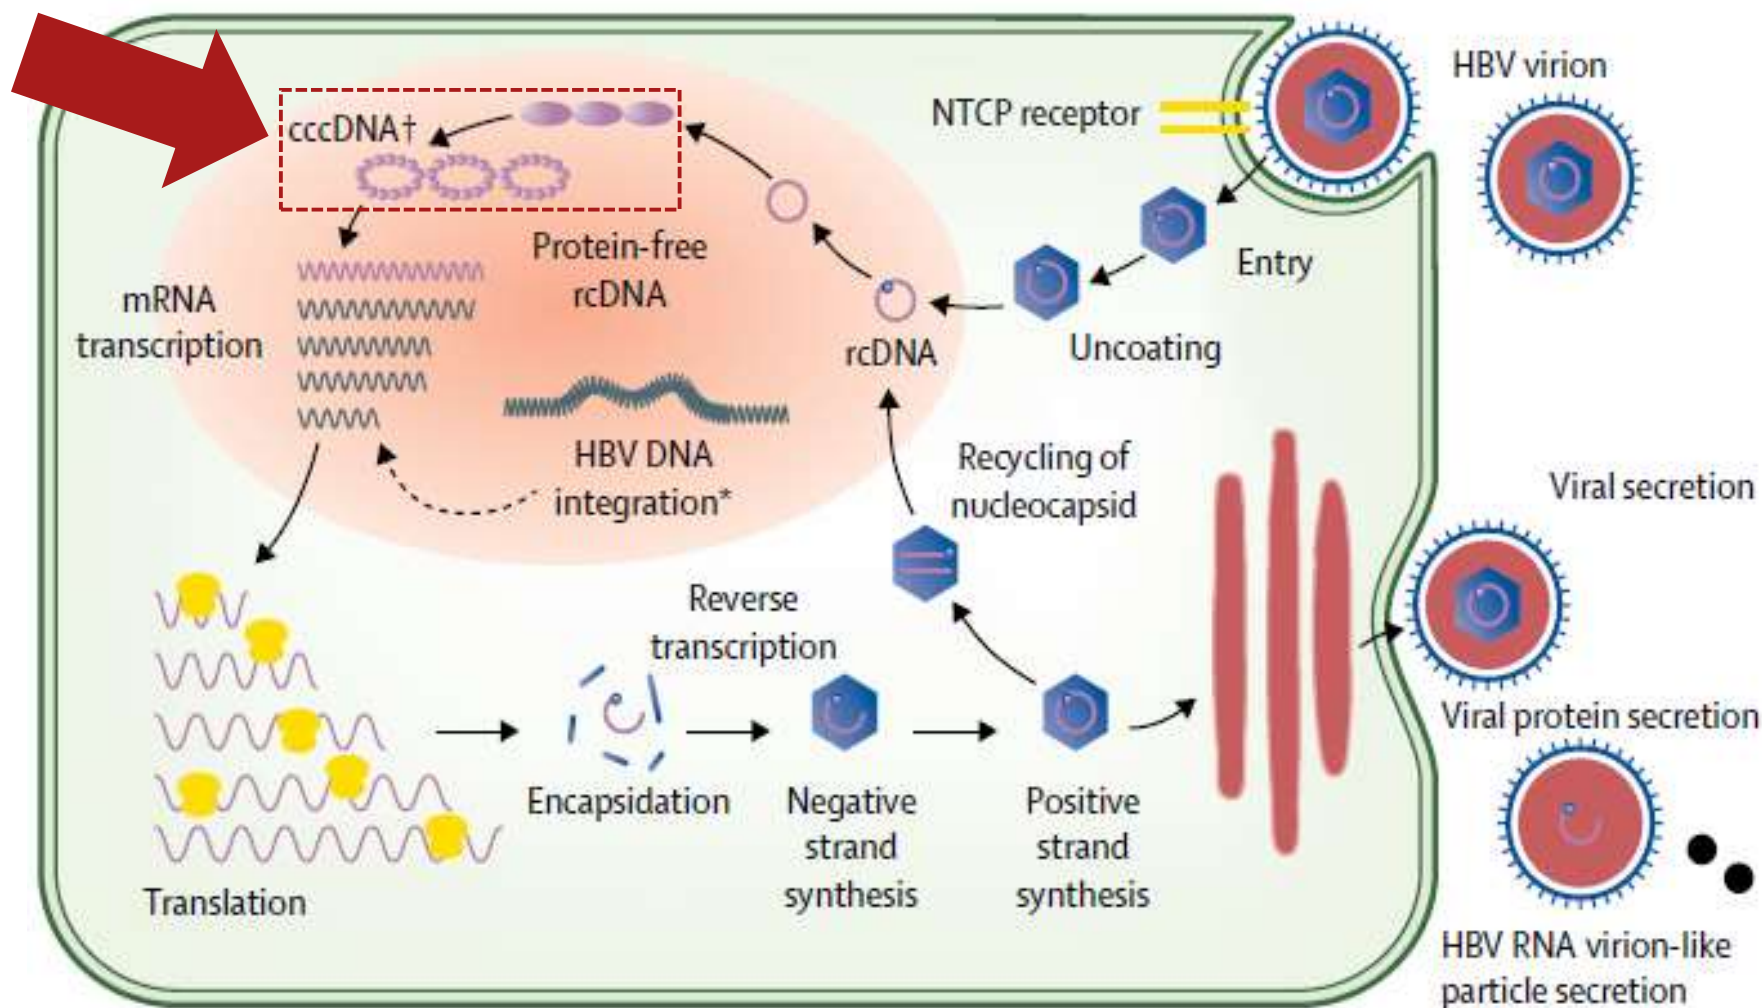 HBV virion
NTCP receptor
cccDNA†
Protein-free
rcDNA
Entry
mRNA
transcription
rcDNA
Uncoating
HBV DNA
integration*
Recycling of
nucleocapsid
Viral secretion
Reverse
transcription
Viral protein secretion
Encapsidation
Negative
strand
synthesis
Positive
strand
synthesis
Translation
HBV RNA virion-like
particle secretion